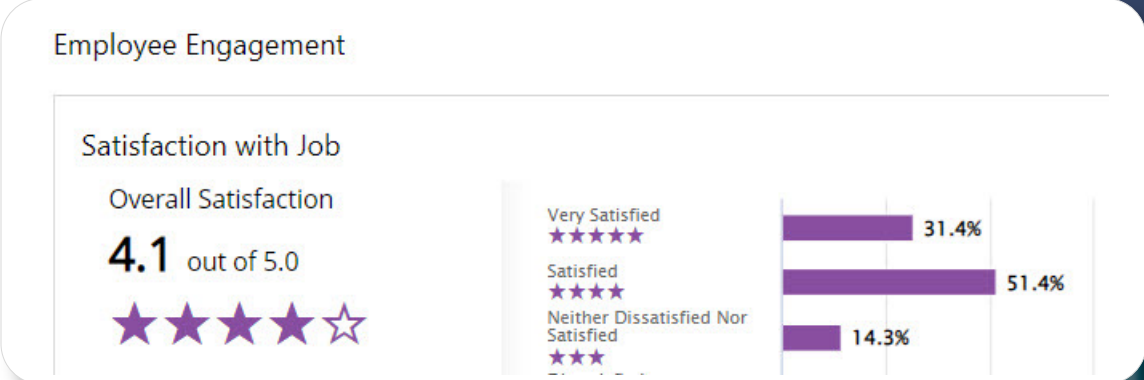 Employee Engagement
Satisfaction with Job
Overall Satisfaction
4.1 out of 5.0
Very Satisfied
31.4%
Satisfied
51.4%
Neither Dissatisfied Nor
Satisfied
14.3%